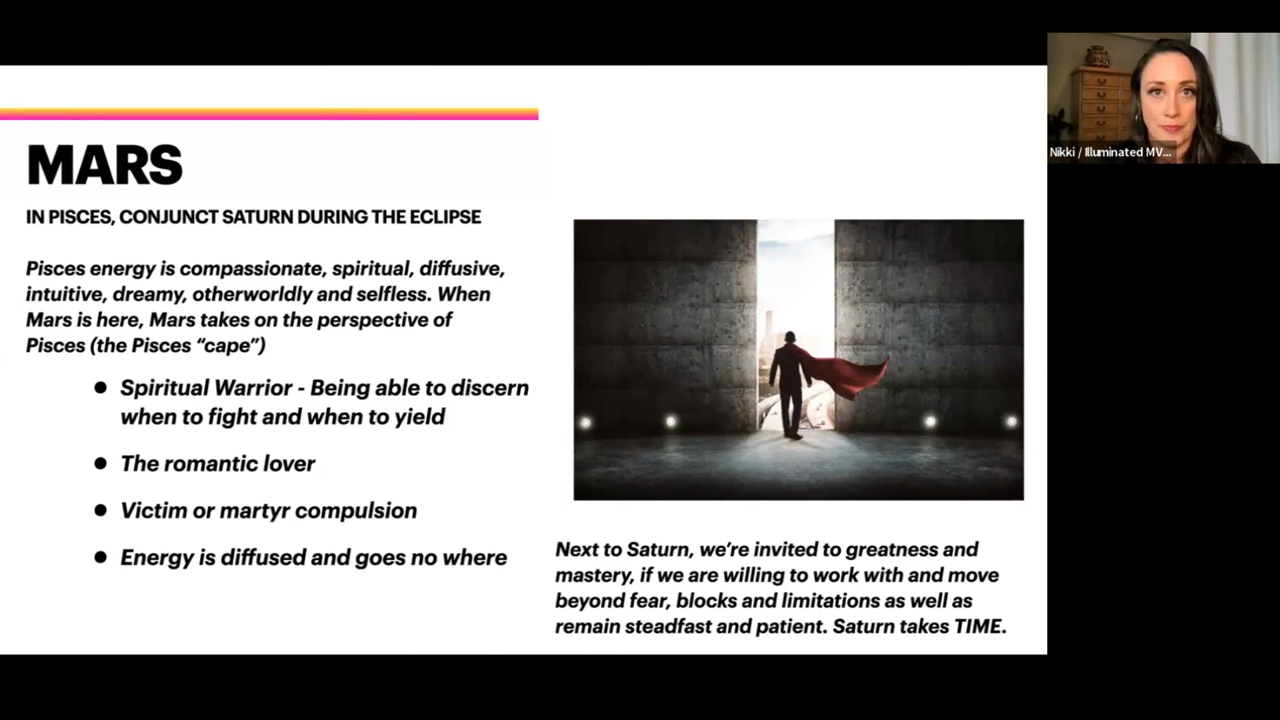 MARS
IN PISCES, CONJUNCT SATURN DURING THE ECLIPSE
Pisces energy is compassionate, spiritual, diffusive,
intuitive, dreamy, otherworldly and selfless. When
Mars is here, Mars takes on the perspective of
Pisces (the Pisces “cape”)
● Spiritual Warrior - Being able to discern
when to fight and when to yield
● The romantic lover
● Victim or martyr compulsion
● Energy is diffused and goes no where
Next to Saturn, we’re invited to greatness and
mastery, if we are willing to work with and move
beyond fear, blocks and limitations as well as
remain steadfast and patient. Saturn takes TIME.
Nikki / Illuminated MV...